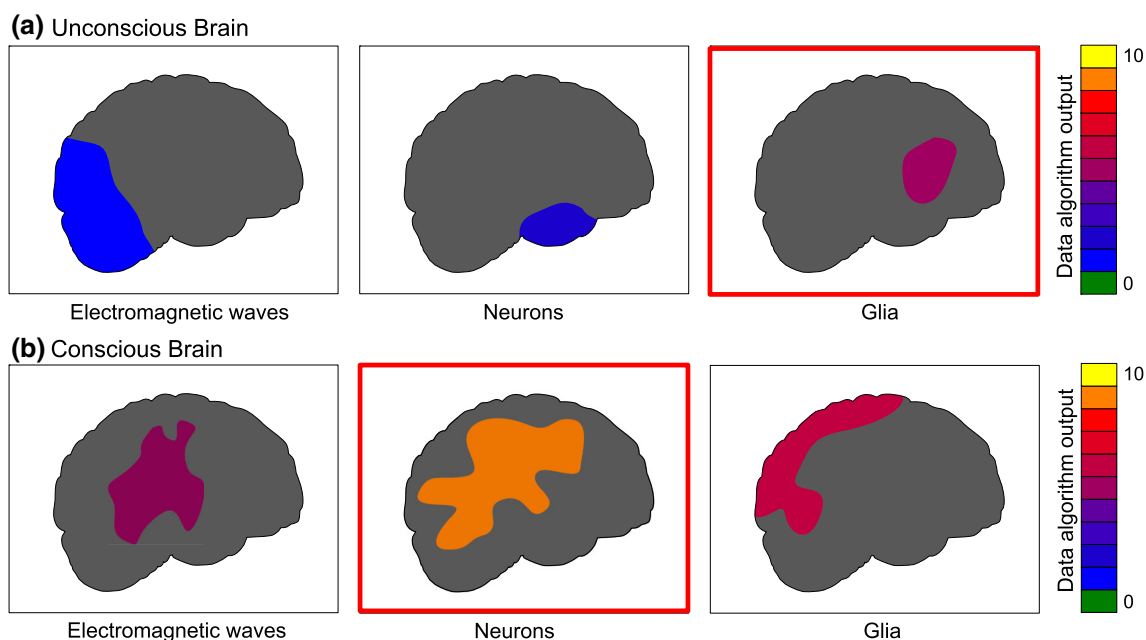 (a) Unconscious Brain
Electromagnetic waves
Neurons
Glia
10
Data algorithm output
0
(b) Conscious Brain
Electromagnetic waves
Neurons
Glia
10
Data algorithm output
0